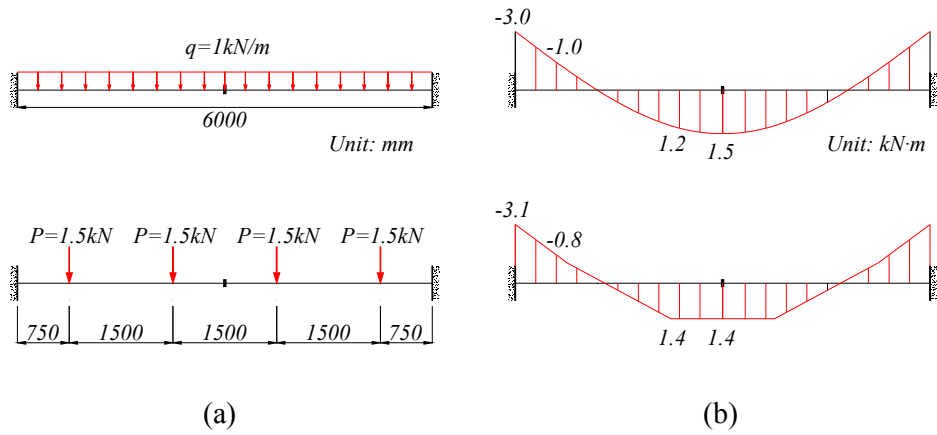 q=1kN/m
6000
Unit: mm
-3.0
-1.0
1.2 1.5
Unit: kN·m
P=1.5kN P=1.5kN P=1.5kN P=1.5kN
750 1500 1500 1500 750
-3.1
-0.8
1.4 1.4
(a) (b)